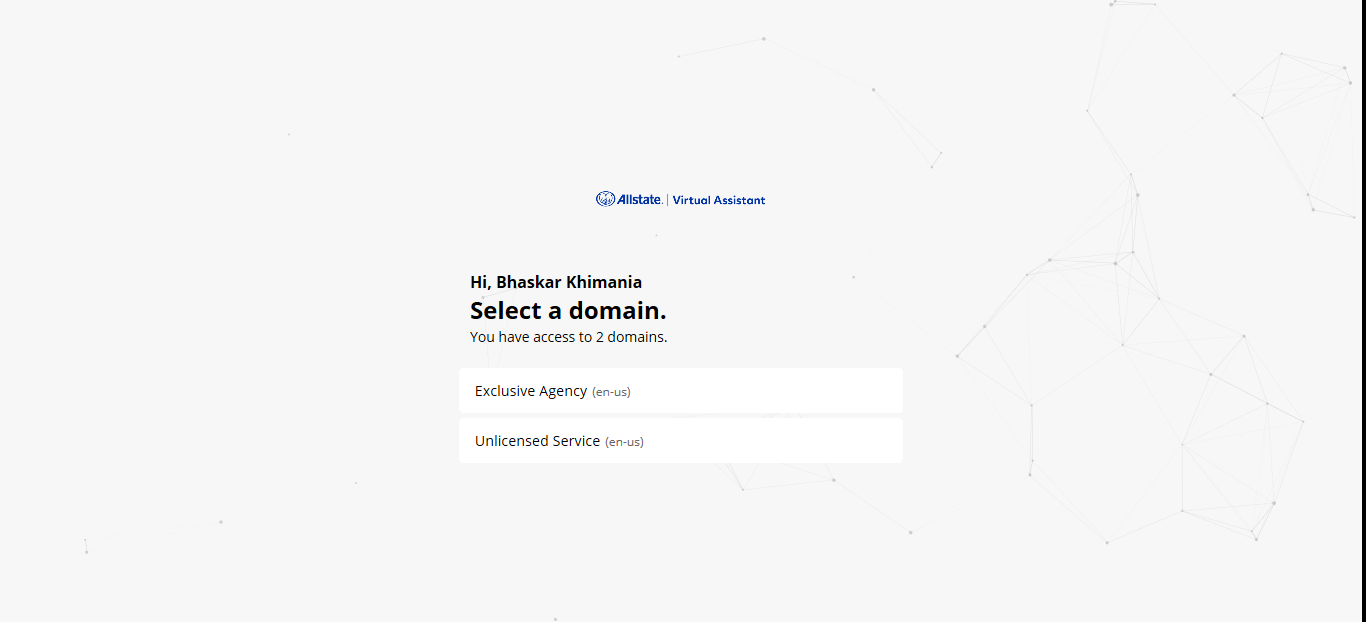 Allstate. | Virtual Assistant
Hi, Bhaskar Khimania
Select a domain.
You have access to 2 domains.
Exclusive Agency (en-us)
Unlicensed Service (en-us)